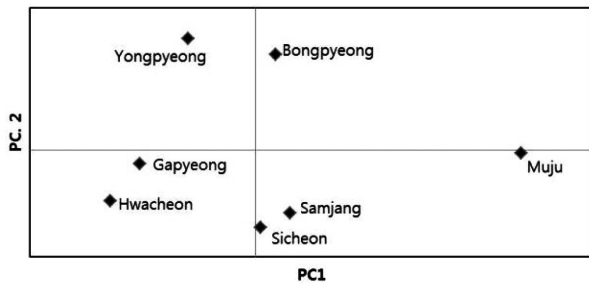 Yongpyeong
Bongpyeong
PC. 2
Gapyeong
Muju
Hwacheon
Samjang
Sicheon
PC1